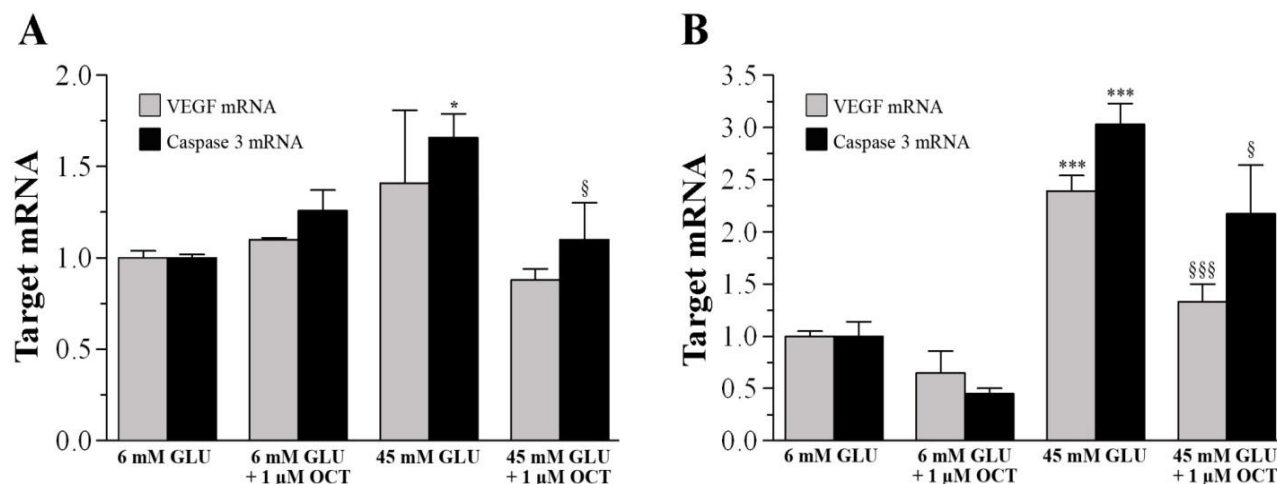 A
Target mRNA
2.0
1.5
1.0
0.5
0.0
VEGF mRNA
Caspase 3 mRNA
*
§
6 mM GLU
6 mM GLU
+ 1 µM OCT
45 mM GLU
45 mM GLU
+ 1 µM OCT
B
Target mRNA
3.5
3.0
2.5
2.0
1.5
1.0
0.5
0.0
VEGF mRNA
Caspase 3 mRNA
***
***
§
§§§
6 mM GLU
6 mM GLU
+ 1 µM OCT
45 mM GLU
45 mM GLU
+ 1 µM OCT